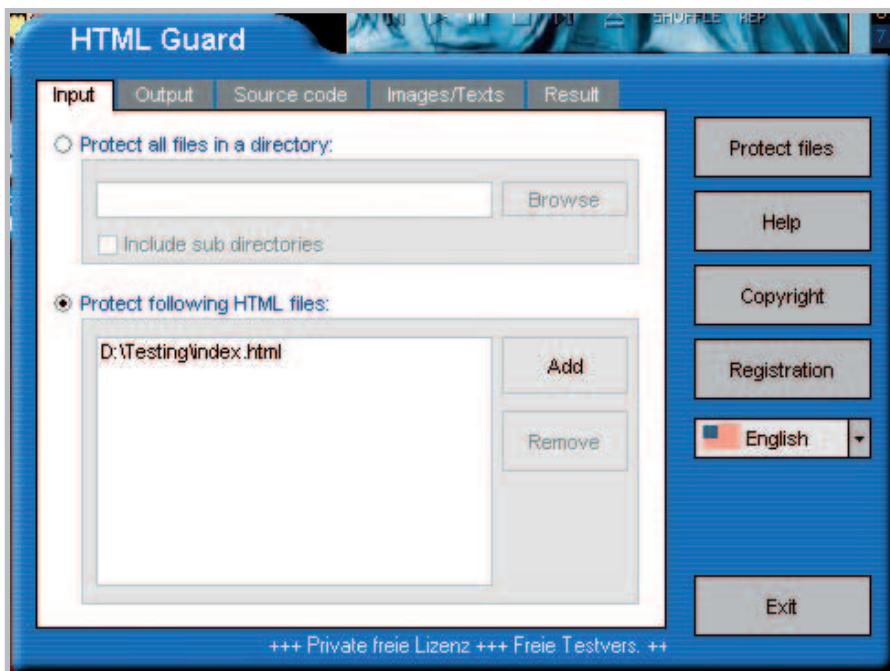 SHUFFLE REP
HTML Guard
Input Output Source code Images/Texts Result
Protect all files in a directory:
Browse
Include sub directories
Protect following HTML files:
D:\Testing\index.html
Add
Remove
Protect files
Help
Copyright
Registration
English
Exit
+++ Private freie Lizenz +++ Freie Testvers. ++